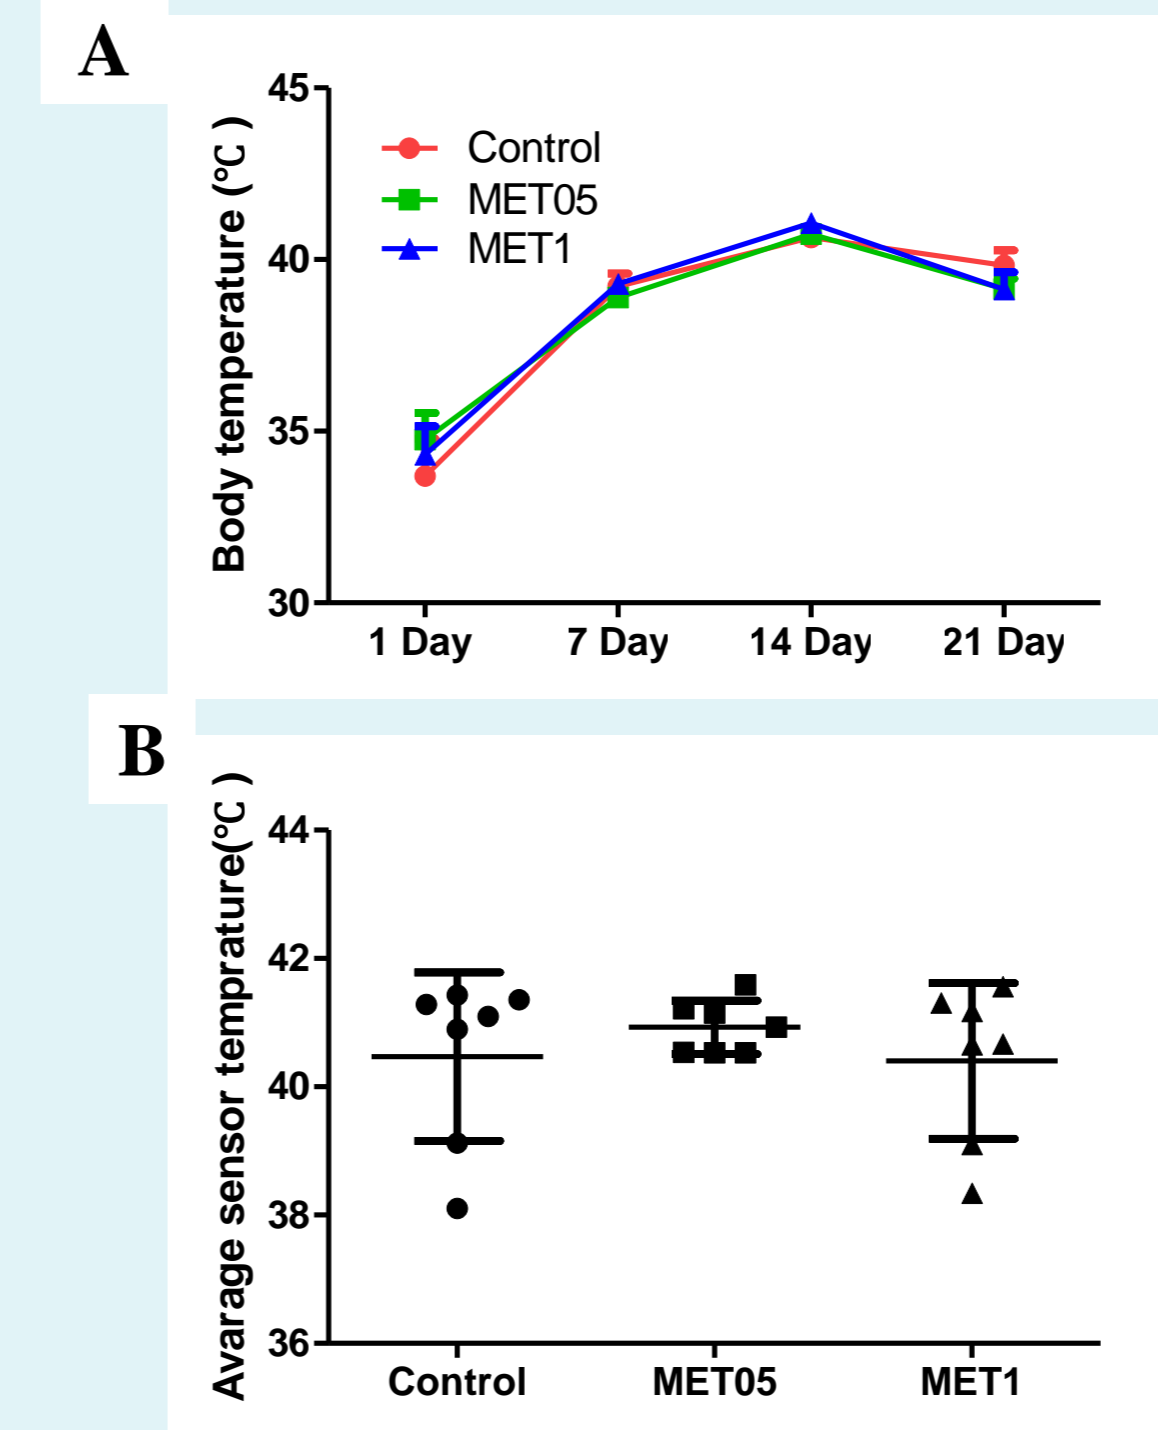 A
Body temperature (℃)
45
40
35
30
Control
MET05
MET1
1 Day
7 Day
14 Day
21 Day
B
Avarage sensor temprature(℃)
44
42
40
38
36
Control
MET05
MET1